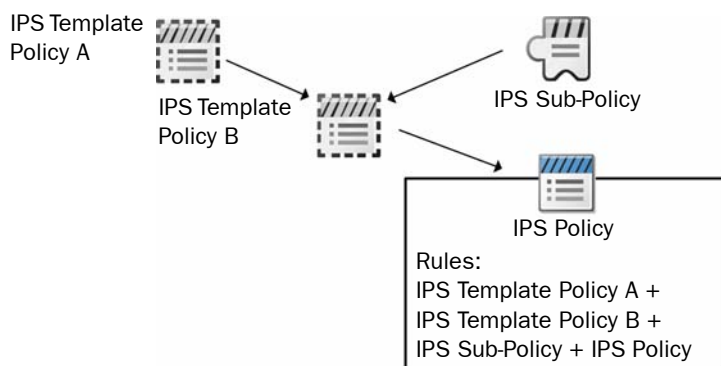 IPS Template
Policy A
IPS Template
Policy B
IPS Sub-Policy
IPS Policy
Rules:
IPS Template Policy A +
IPS Template Policy B +
IPS Sub-Policy + IPS Policy